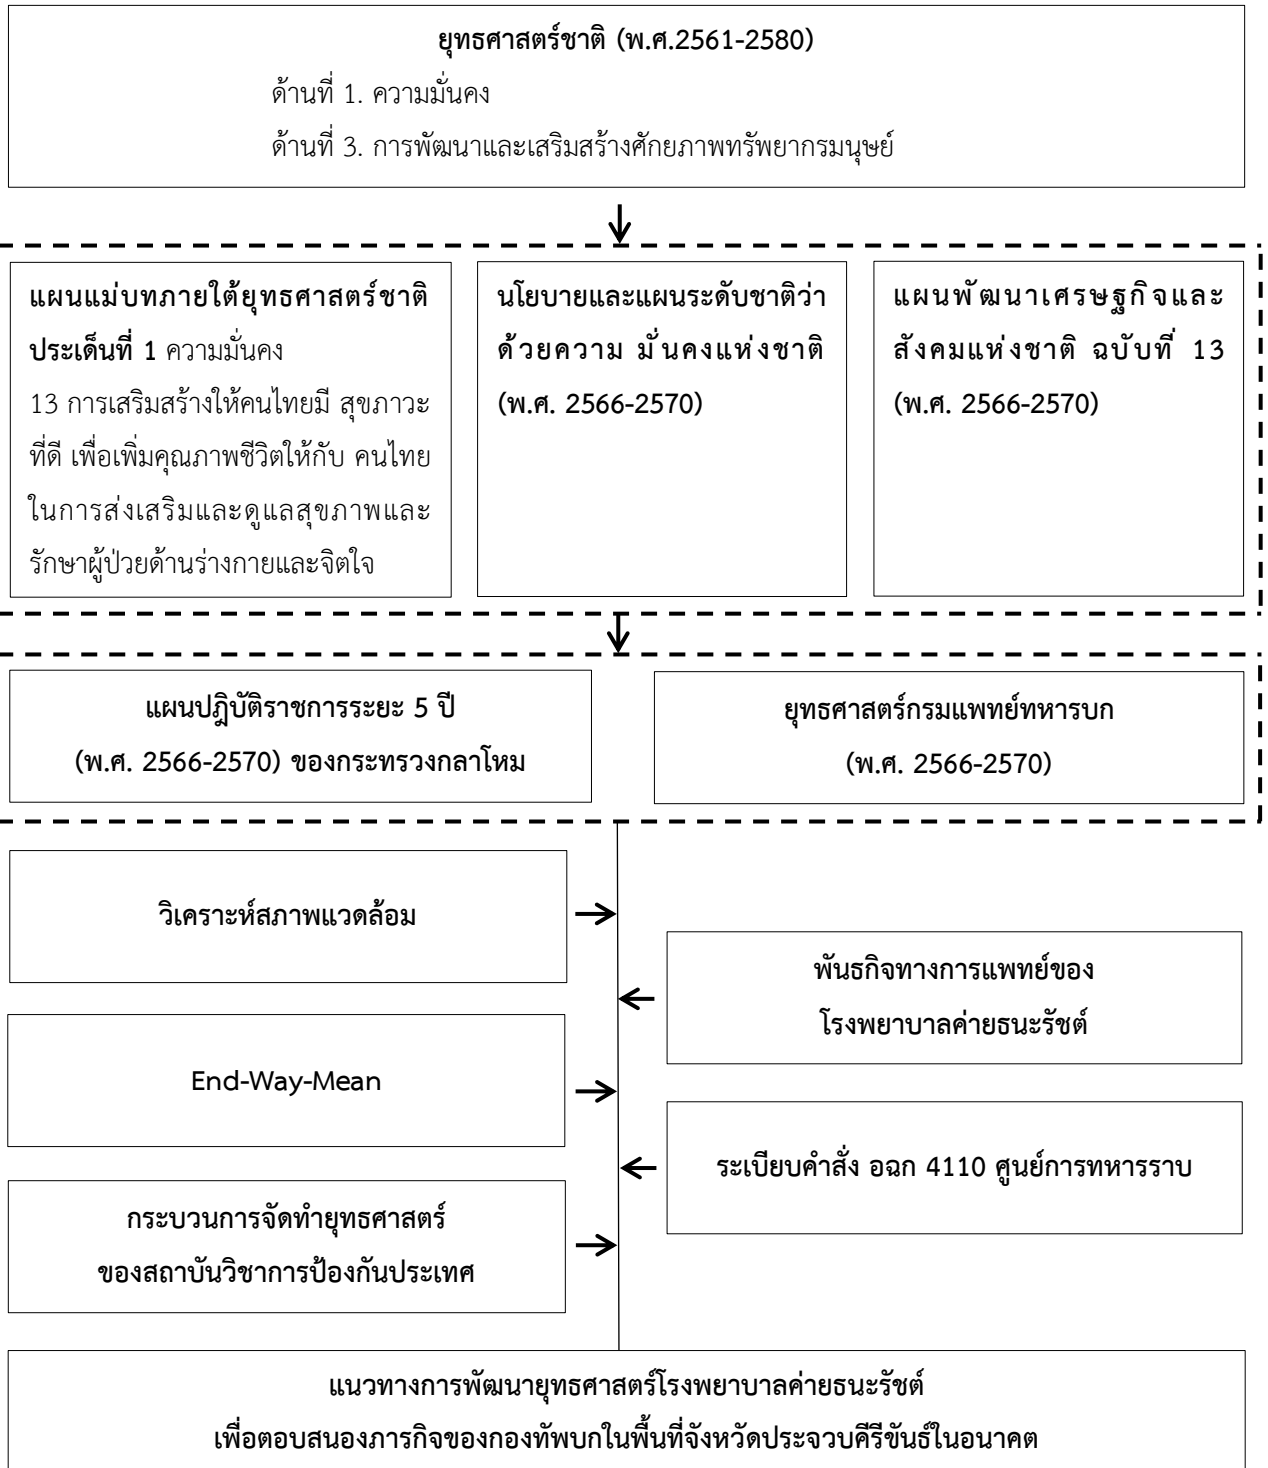 ยุทธศาสตร์ชาติ (พ.ศ.2561-2580)
ด้านที่ 1. ความมั่นคง
ด้านที่ 3. การพัฒนาและเสริมสร้างศักยภาพทรัพยากรมนุษย์
แผนแม่บทภายใต้ยุทธศาสตร์ชาติ
ประเด็นที่ 1 ความมั่นคง
13 การเสริมสร้างให้คนไทยมี สุขภาวะ
ที่ดี เพื่อเพิ่มคุณภาพชีวิตให้กับ คนไทย
ในการส่งเสริมและดูแลสุขภาพและ
รักษาผู้ป่วยด้านร่างกายและจิตใจ
นโยบายและแผนระดับชาติว่า
ด้วยความ มั่นคงแห่งชาติ
(พ.ศ. 2566-2570)
แผนพัฒนาเศรษฐกิจและ
สังคมแห่งชาติ ฉบับที่ 13
(พ.ศ. 2566-2570)
แผนปฎิบัติราชการระยะ 5 ปี
(พ.ศ. 2566-2570) ของกระทรวงกลาโหม
ยุทธศาสตร์กรมแพทย์ทหารบก
(พ.ศ. 2566-2570)
วิเคราะห์สภาพแวดล้อม
พันธกิจทางการแพทย์ของ
โรงพยาบาลค่ายธนะรัชต์
End-Way-Mean
ระเบียบคำสั่ง อฉก 4110 ศูนย์การทหารราบ
กระบวนการจัดทำยุทธศาสตร์
ของสถาบันวิชาการป้องกันประเทศ
แนวทางการพัฒนายุทธศาสตร์โรงพยาบาลค่ายธนะรัชต์
เพื่อตอบสนองภารกิจของกองทัพบกในพื้นที่จังหวัดประจวบคีรีขันธ์ในอนาคต